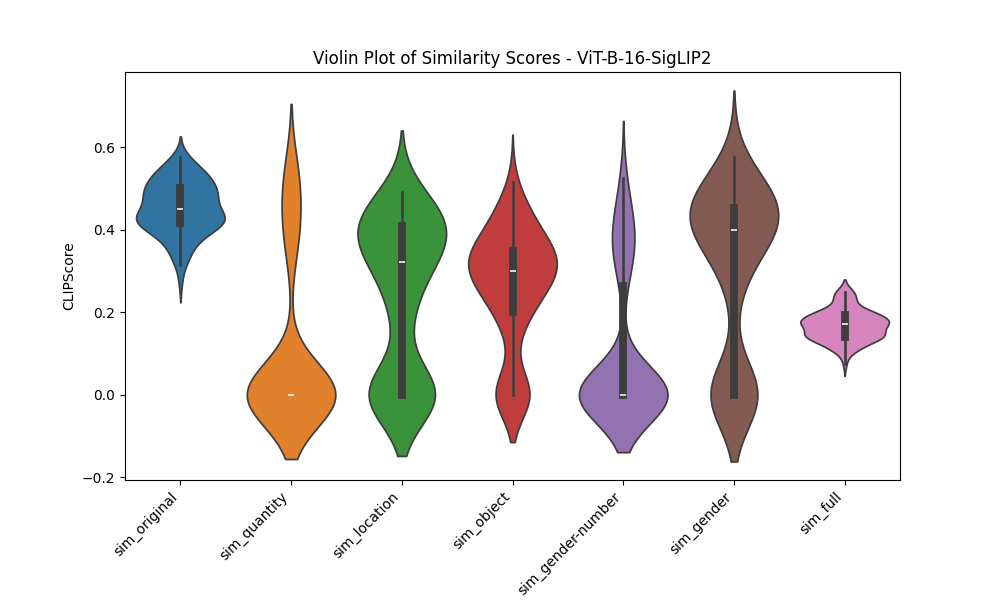 Violin Plot of Similarity Scores - ViT-B-16-SigLIP2
CLIPScore
0.6
0.4
0.2
0.0
−0.2
sim_original
sim_quantity
sim_location
sim_object
sim_gender-number
sim_gender
sim_full